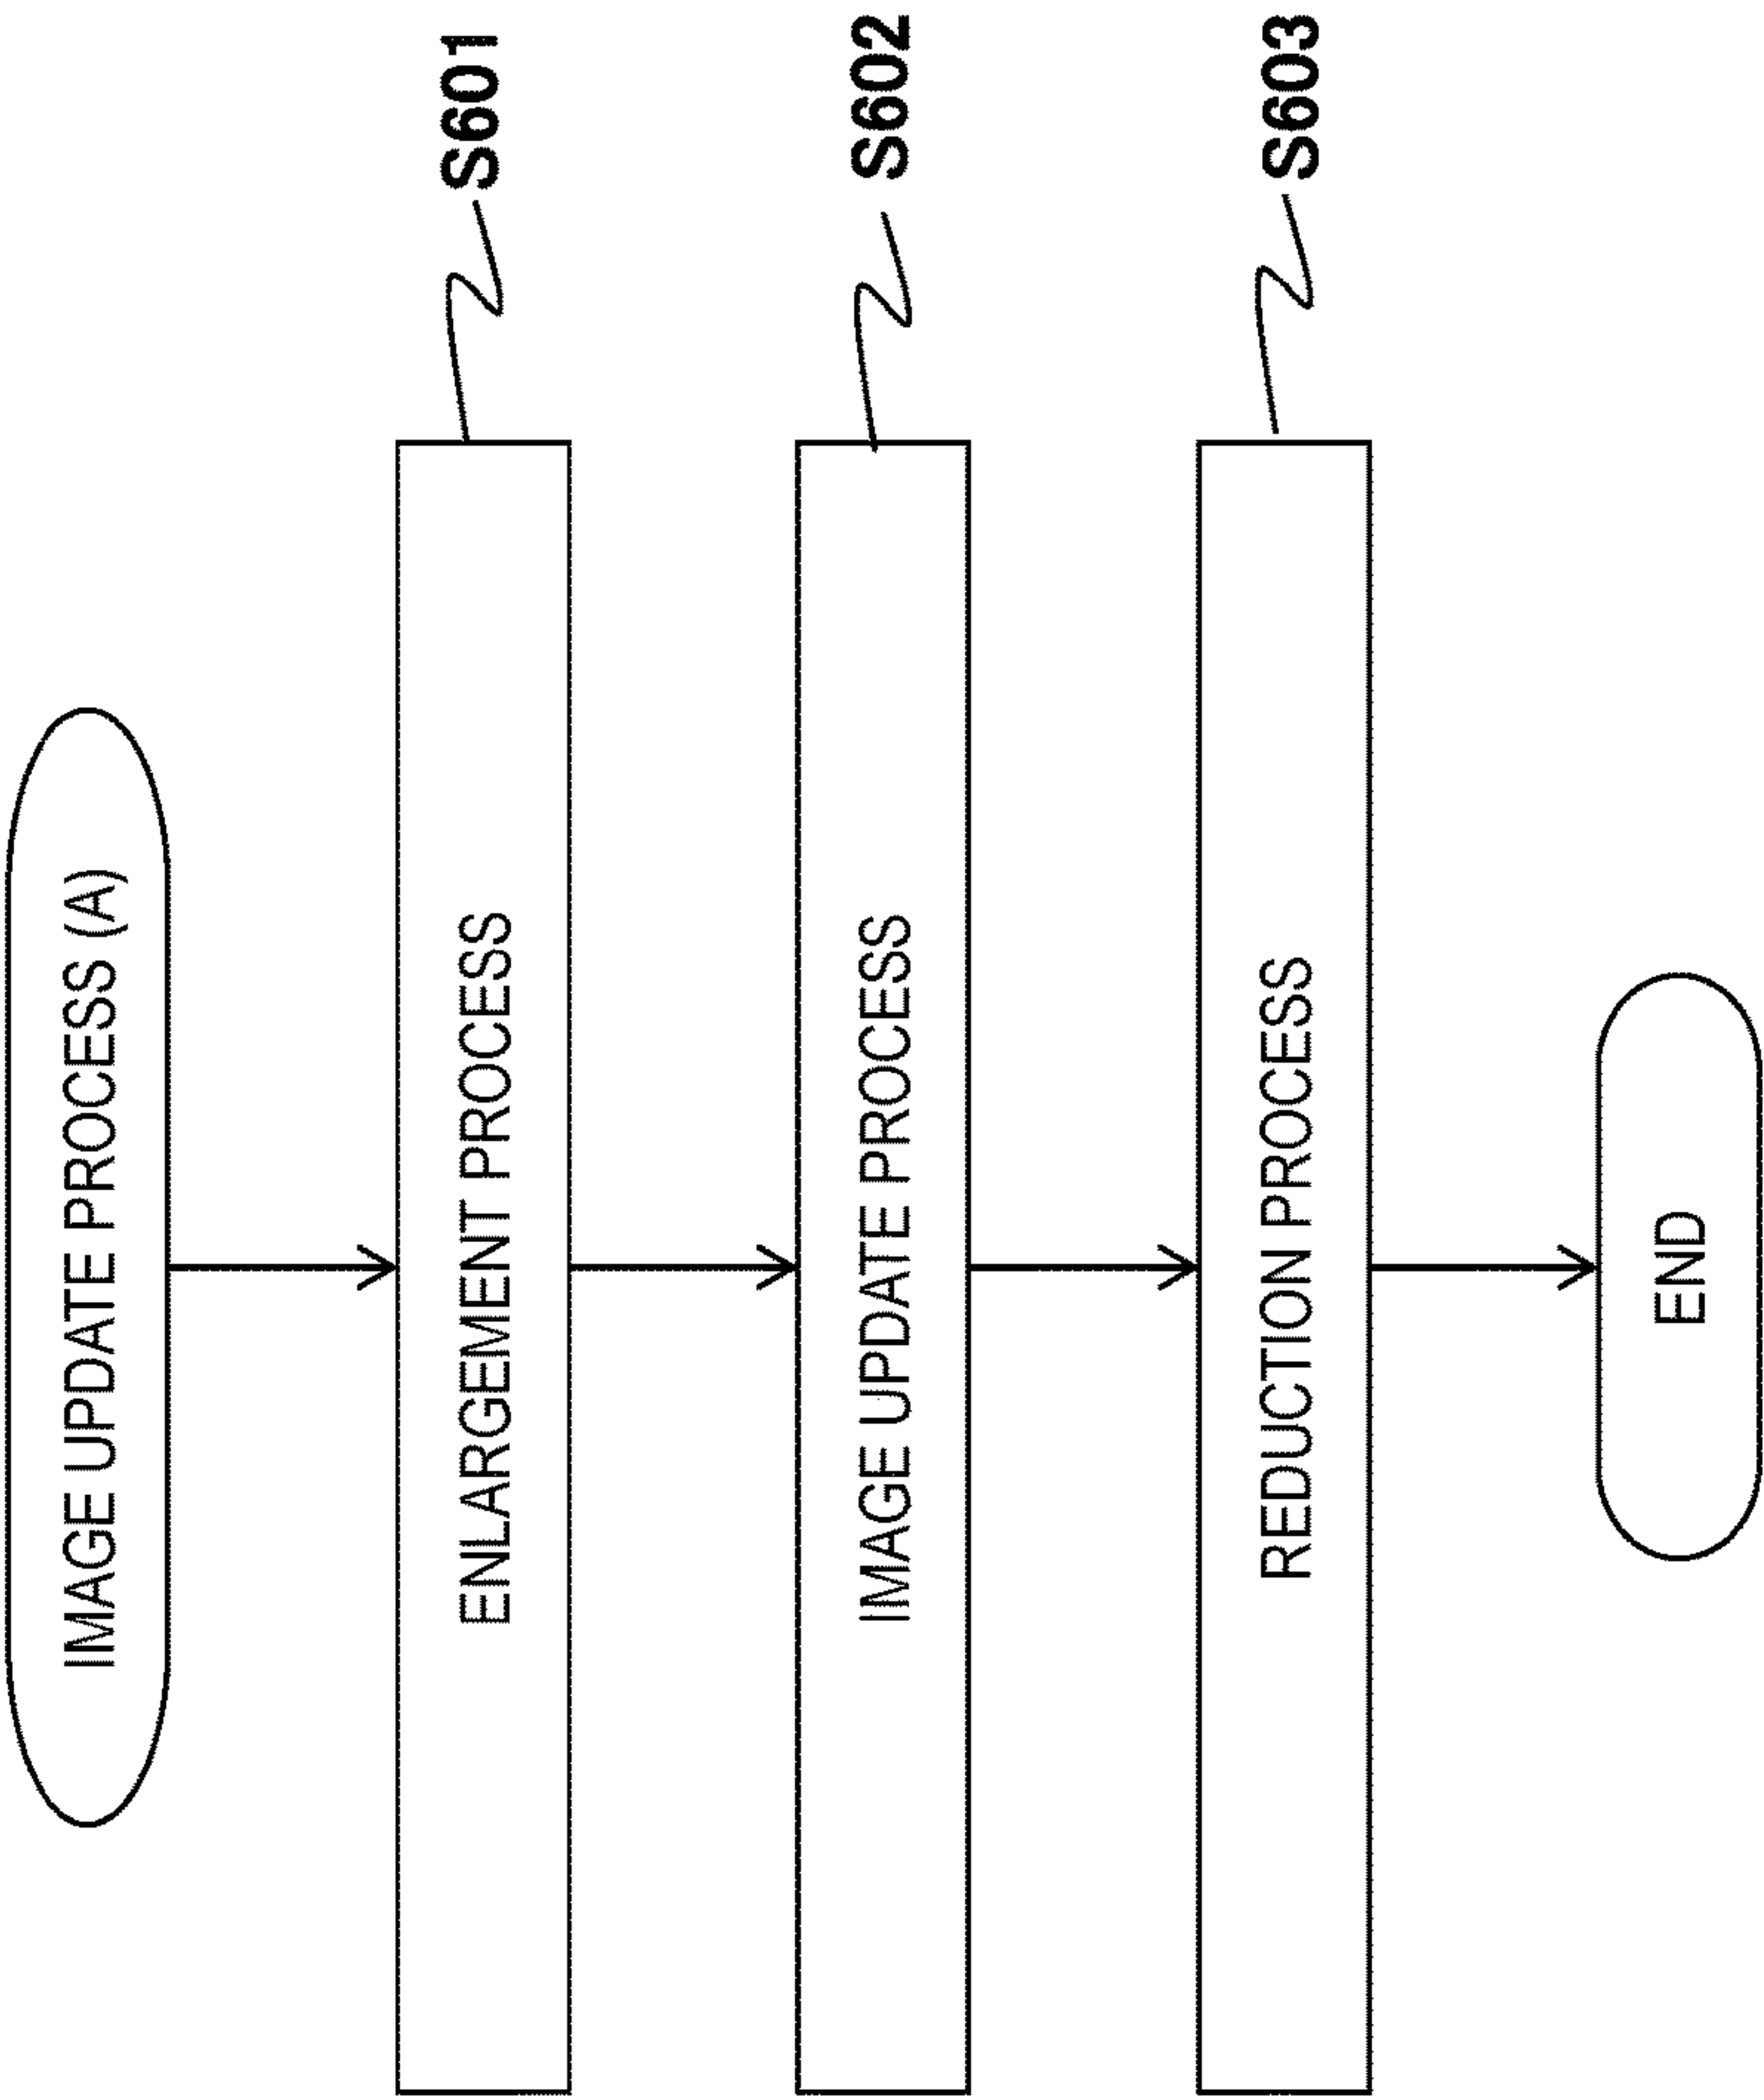 IMAGE UPDATE PROCESS (A)
ENLARGEMENT PROCESS
S601
IMAGE UPDATE PROCESS
S602
REDUCTION PROCESS
S603
END